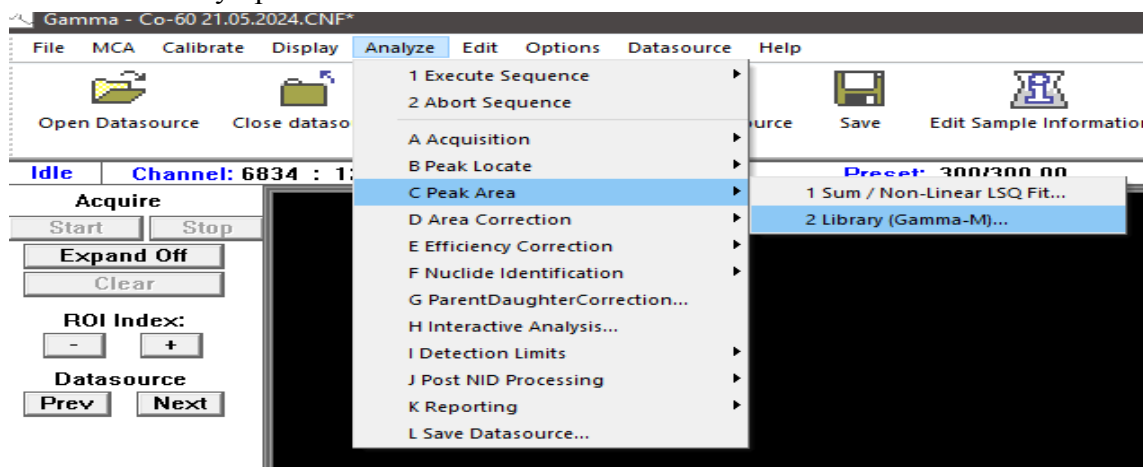 Gamma - Co-60 21.05.2024.CNF*
File MCA Calibrate Display Analyze Edit Options Datasource Help
Open Datasource Close dataso urce Save Edit Sample Informatio
1 Execute Sequence
2 Abort Sequence
A Acquisition
B Peak Locate
C Peak Area
D Area Correction
E Efficiency Correction
F Nuclide Identification
G ParentDaughterCorrection...
H Interactive Analysis...
I Detection Limits
J Post NID Processing
K Reporting
L Save Datasource...
1 Sum / Non-Linear LSQ Fit...
2 Library (Gamma-M)...
Idle Channel: 6834 : 1 Preset: 300/300.00
Acquire
Start Stop
Expand Off
Clear
ROI Index:
- +
Datasource
Prev Next